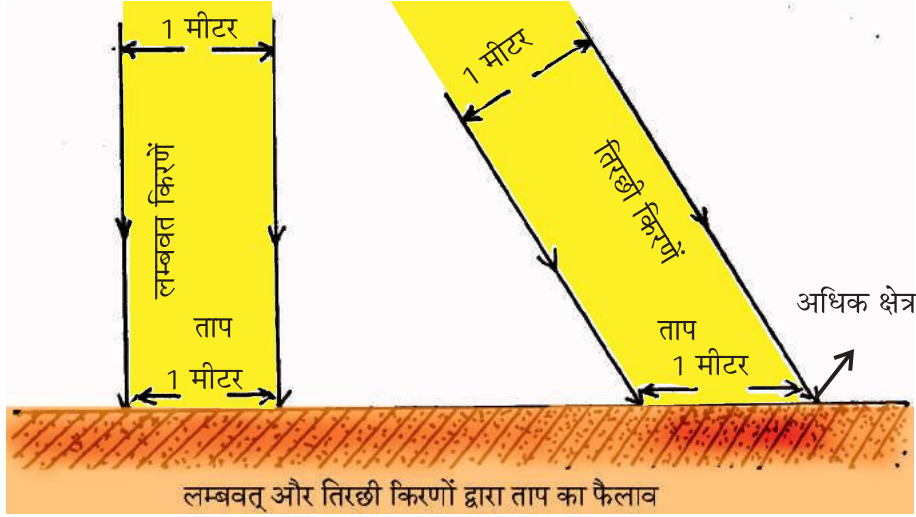 1 मीटर
लम्बवत किरणें
ताप
1 मीटर
1 मीटर
तिरछी किरणें
ताप
1 मीटर
अधिक क्षेत्र
लम्बवत् और तिरछी किरणों द्वारा ताप का फैलाव